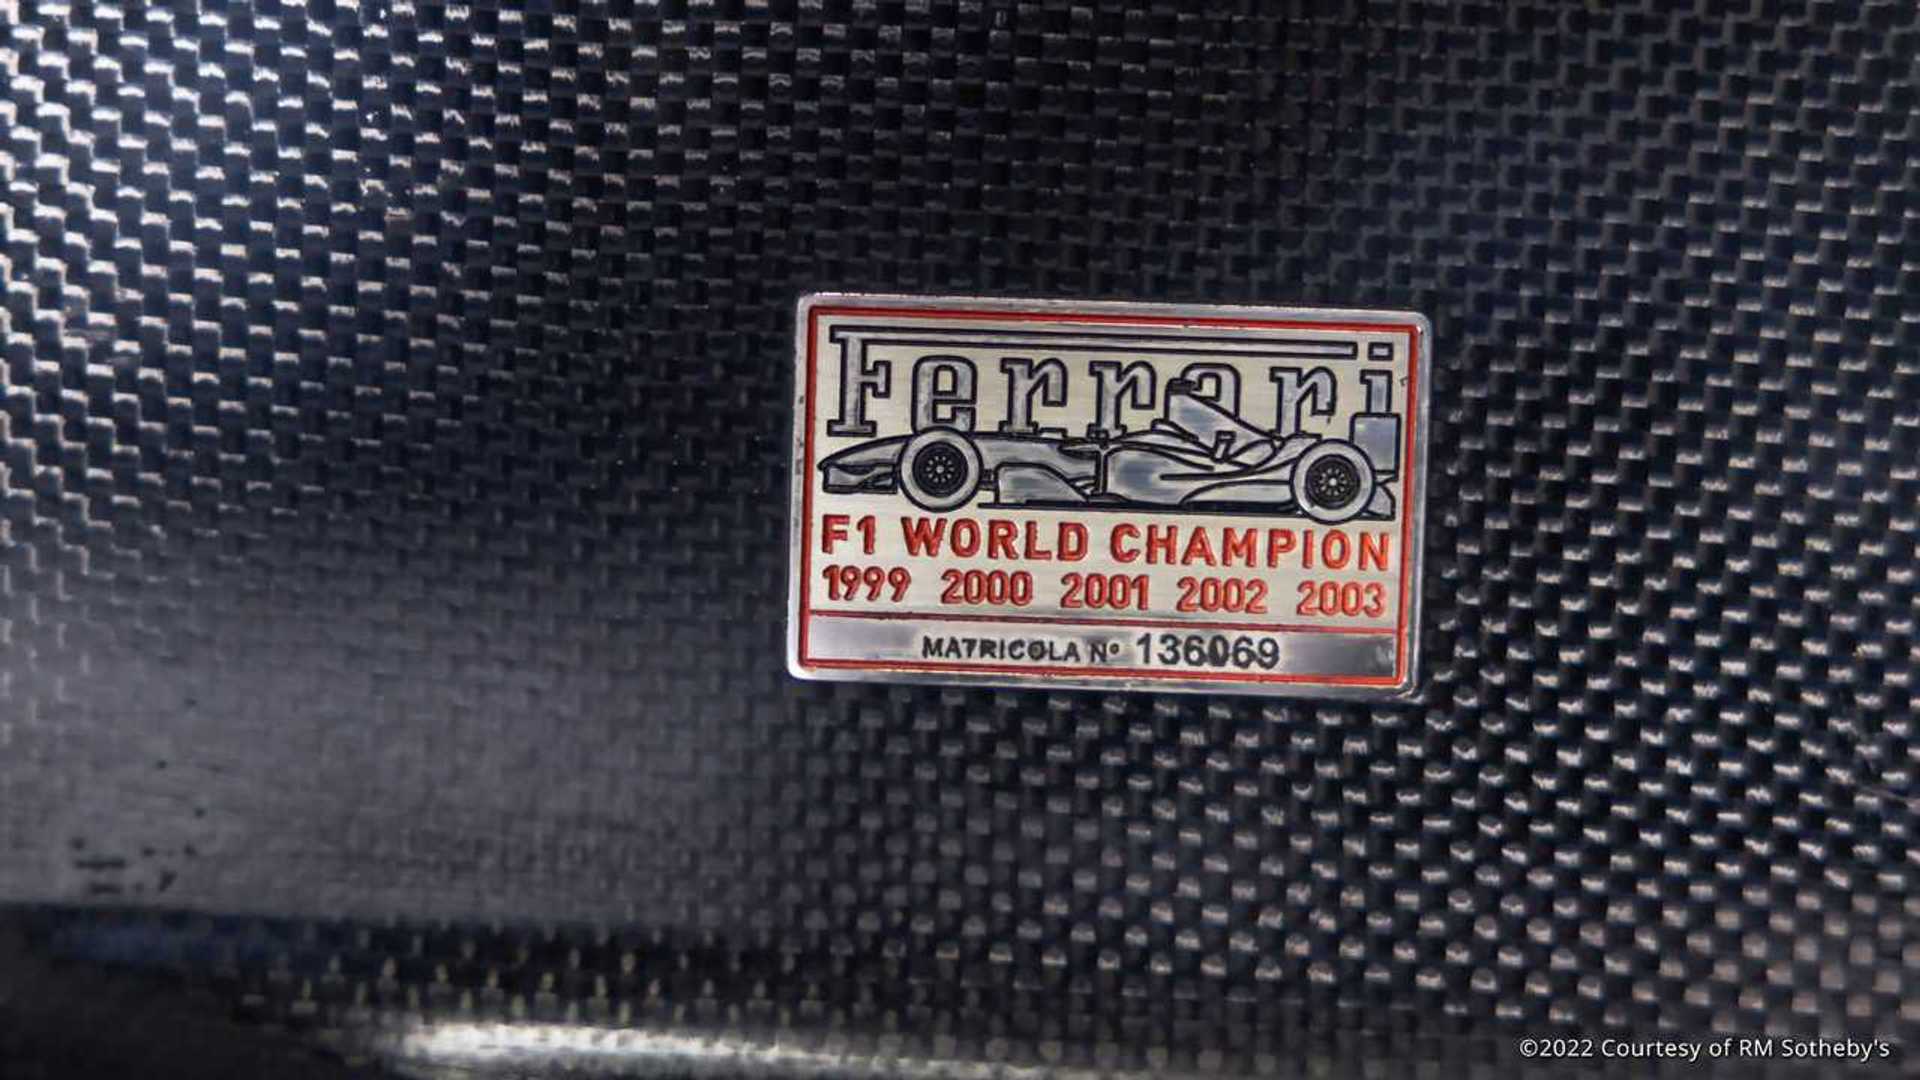 Ferrari
F1 WORLD CHAMPION
1999 2000 2001 2002 2003
MATRICOLA Nº 136069
©2022 Courtesy of RM Sotheby's